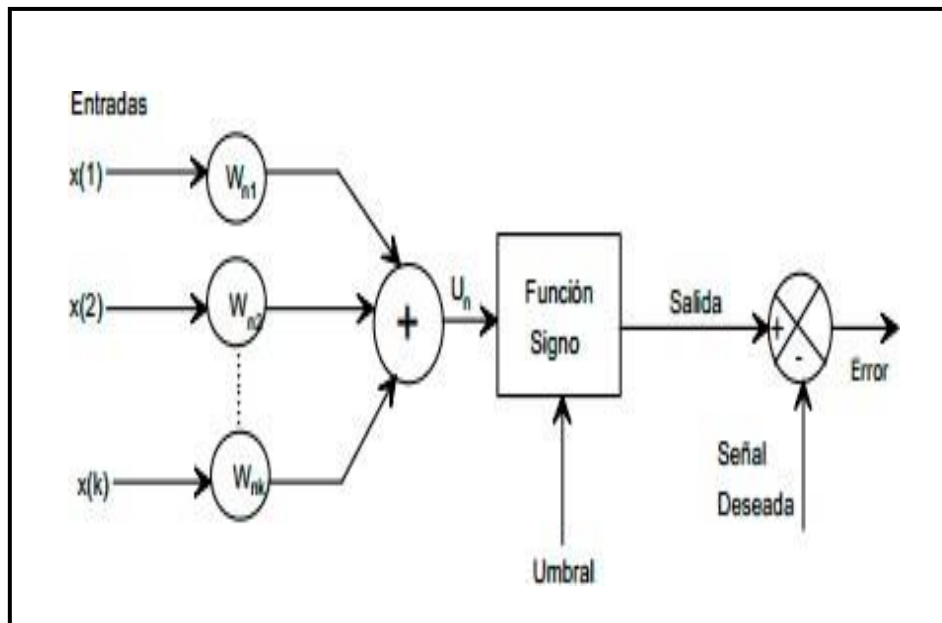 Entradas
x(1)
W_n1
x(2)
W_n2
x(k)
W_nk
+
U_n
Función
Signo
Umbral
Salida
+
-
Error
Señal
Deseada